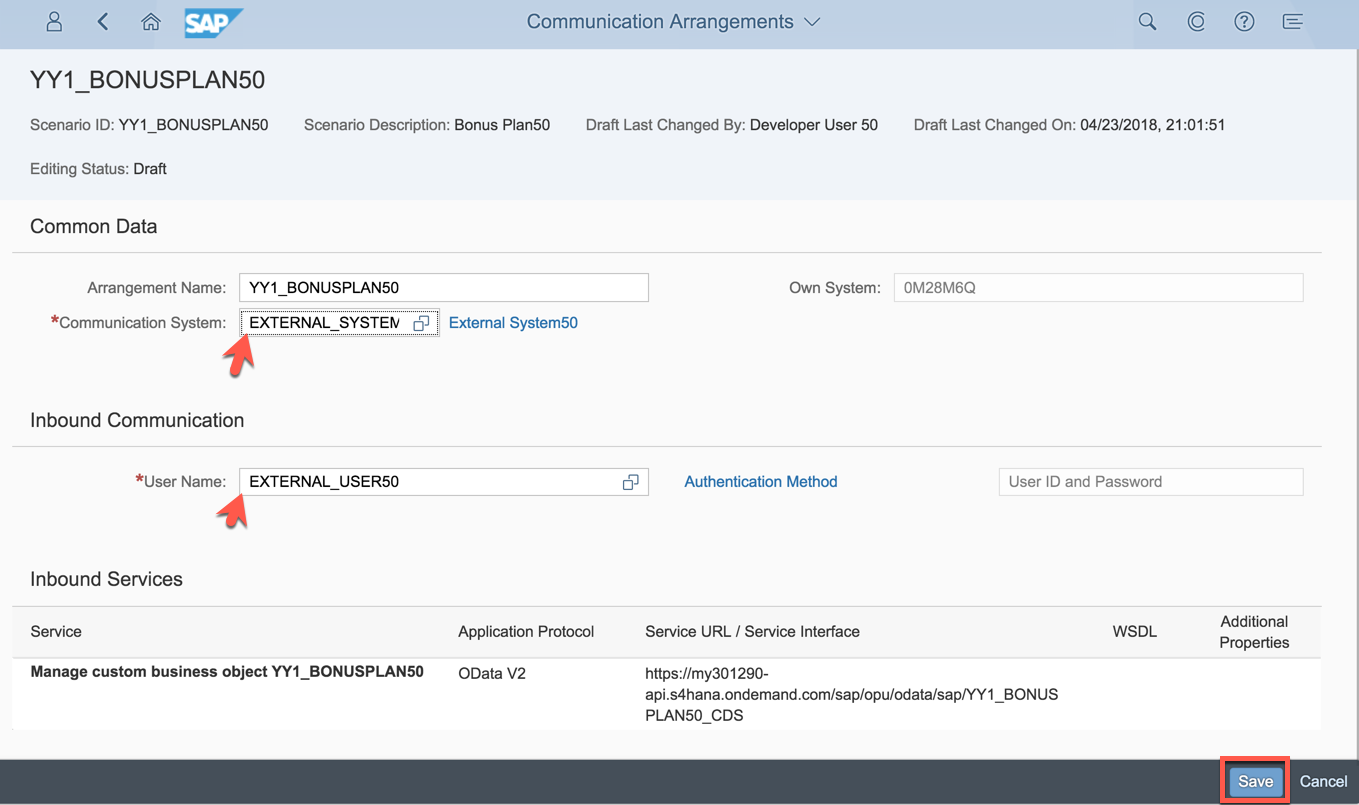 SAP
Communication Arrangements
YY1_BONUSPLAN50
Scenario ID: YY1_BONUSPLAN50 Scenario Description: Bonus Plan50 Draft Last Changed By: Developer User 50 Draft Last Changed On: 04/23/2018, 21:01:51
Editing Status: Draft
Common Data
Arrangement Name: YY1_BONUSPLAN50 Own System: 0M28M6Q
*Communication System: EXTERNAL_SYSTEM External System50
Inbound Communication
*User Name: EXTERNAL_USER50 Authentication Method User ID and Password
Inbound Services
Service Application Protocol Service URL / Service Interface WSDL Additional
Properties
Manage custom business object YY1_BONUSPLAN50 OData V2 https://my301290-
api.s4hana.ondemand.com/sap/opu/odata/sap/YY1_BONUS
PLAN50_CDS
Save Cancel